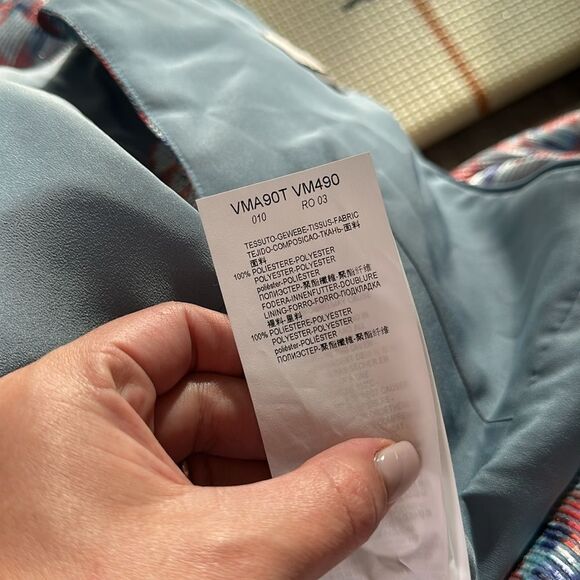 VMA90T VM490
010 RO 03
TESSUTO-GEWEBE-TISSUS-FABRIC
TEJIDO-COMPOSICAO-ТКАНЬ-面料
面料
100% POLIESTERE-POLYESTER
POLYESTER-POLYESTER
poliéster-POLIÉSTER
ПОЛИЭСТЕР-聚酯纖維-聚酯纤维
FODERA-INNENFUTTER-DOUBLURE
LINING-FORRO-FORRO-ПОДКЛАДКА
裡料-里料
100% POLIESTERE-POLYESTER
POLYESTER-POLYESTER
poliéster-POLIÉSTER
ПОЛИЭСТЕР-聚酯纖維-聚酯纤维